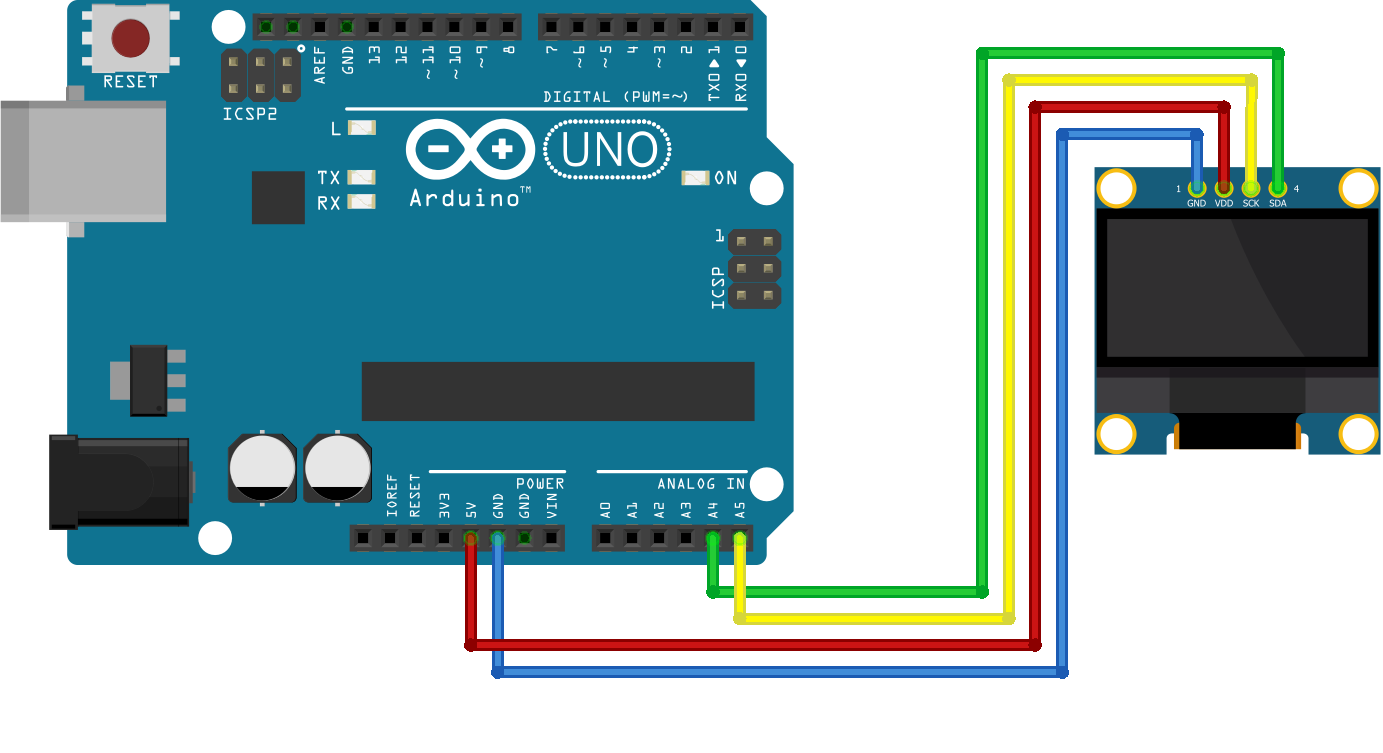 RESET
ICSP2
AREF
GND
13
12
~11
~10
~9
8
7
~6
~5
4
~3
2
TX0▶1
RX0◀0
DIGITAL (PWM=~)
L
TX
RX
UNO
Arduino™
ON
1
ICSP
1
4
GND VDD SCK SDA
POWER
ANALOG IN
IOREF
RESET
3V3
5V
GND
GND
VIN
A0
A1
A2
A3
A4
A5